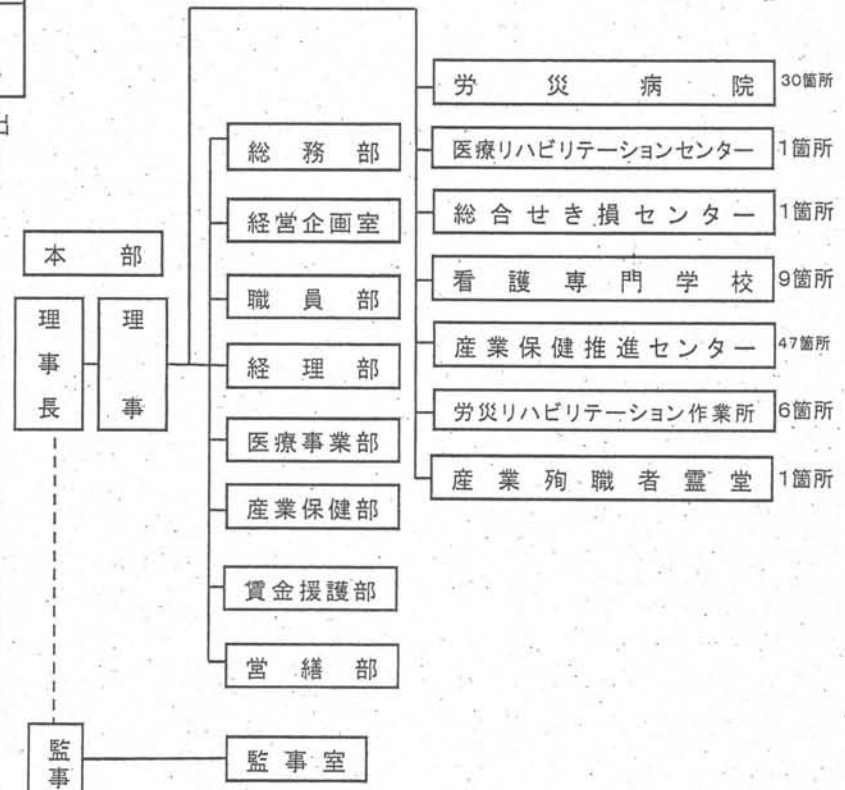 出
本部
理事長
理事
総務部
経営企画室
職員部
経理部
医療事業部
産業保健部
賃金援護部
営繕部
監事
監事室
労災病院 30箇所
医療リハビリテーションセンター 1箇所
総合せき損センター 1箇所
看護専門学校 9箇所
産業保健推進センター 47箇所
労災リハビリテーション作業所 6箇所
産業殉職者霊堂 1箇所